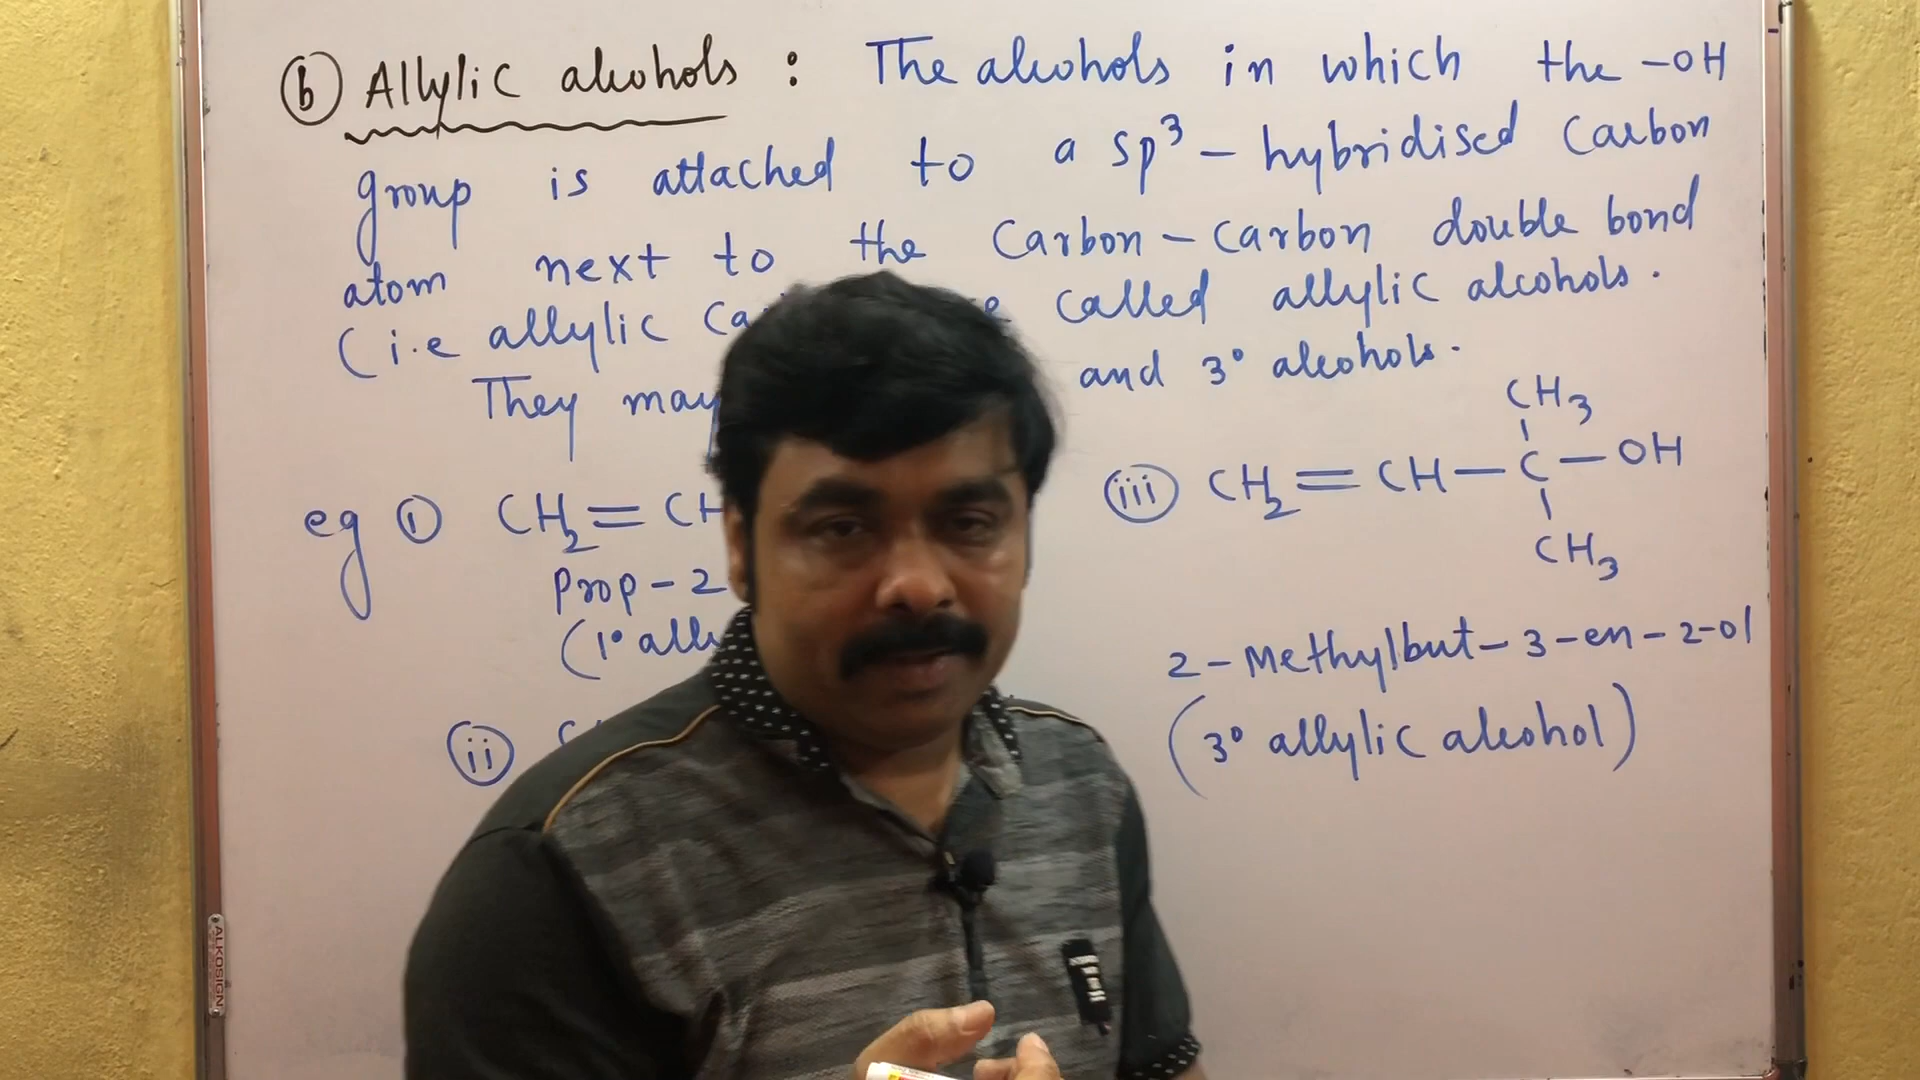 ⓑ Allylic alcohols : The alcohols in which the -OH
group is attached to a sp³ - hybridised Carbon
atom next to the Carbon - Carbon double bond
(i.e allylic called allylic alcohols.
They may and 3° alcohols.
eg ① CH₂=CH
Prop-2
(1°
ⅱ
ⅲ CH₂=CH-C-OH
CH₃
CH₃
2-Methylbut-3-en-2-ol
(3° allylic alcohol)
ALKOSIGN